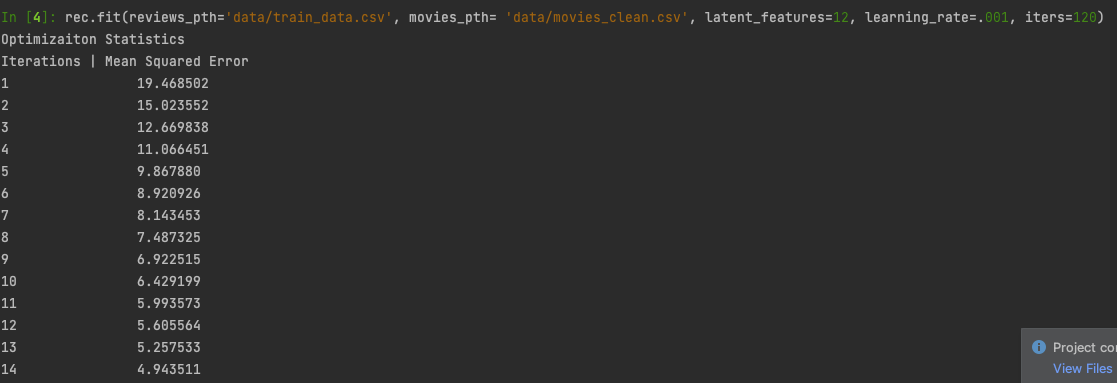 In [4]: rec.fit(reviews_pth='data/train_data.csv', movies_pth= 'data/movies_clean.csv', latent_features=12, learning_rate=.001, iters=120)
Optimizaiton Statistics
Iterations | Mean Squared Error
1 19.468502
2 15.023552
3 12.669838
4 11.066451
5 9.867880
6 8.920926
7 8.143453
8 7.487325
9 6.922515
10 6.429199
11 5.993573
12 5.605564
13 5.257533
14 4.943511
Project
View Files